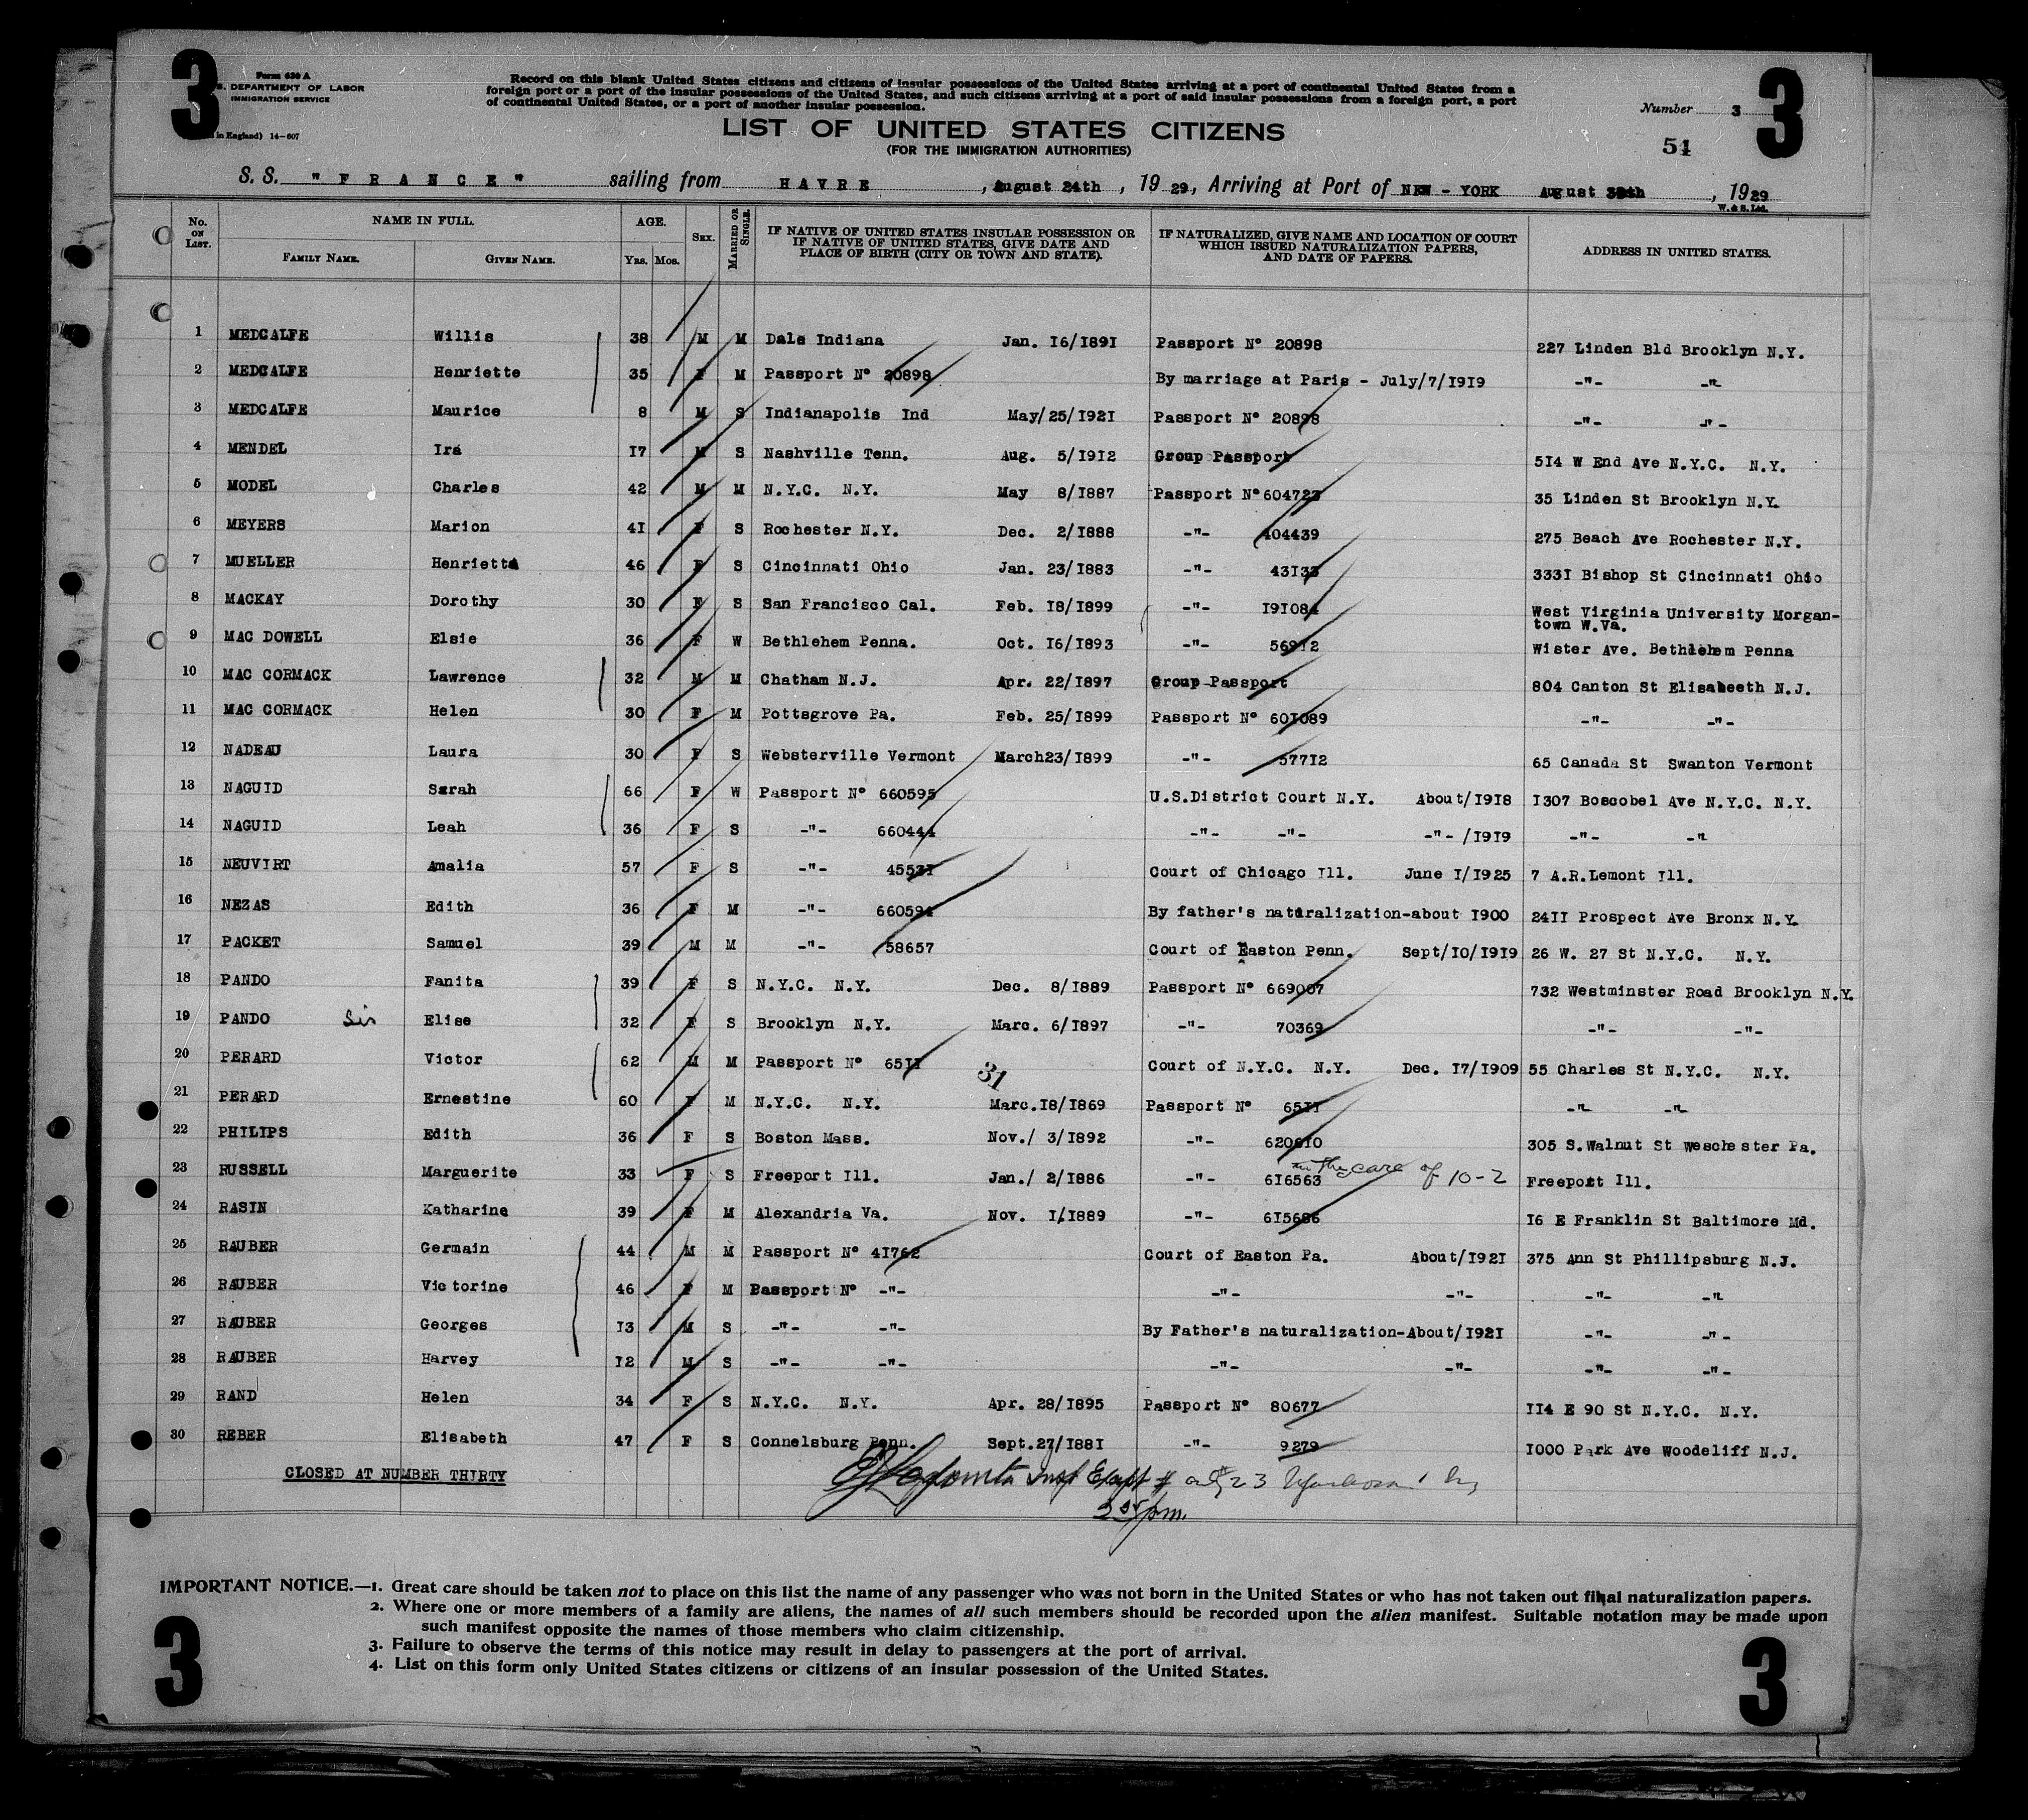 3
3
Form 630 A
S. DEPARTMENT OF LABOR
IMMIGRATION SERVICE
in England) 14-607
Record on this blank United States citizens and citizens of insular possessions of the United States arriving at a port of continental United States from a
foreign port or a port of the insular possessions of the United States, and such citizens arriving at a port of said insular possessions from a foreign port, a port
of continental United States, or a port of another insular possession.
Number 3
LIST OF UNITED STATES CITIZENS
(FOR THE IMMIGRATION AUTHORITIES)
51
S. S. "FRANCE" sailing from HAVRE, August 24th, 1929, Arriving at Port of NEW - YORK August 30th, 1929
W. & S. Ltd.
No. ON LIST. NAME IN FULL. AGE. SEX. MARRIED OR SINGLE. IF NATIVE OF UNITED STATES INSULAR POSSESSION OR IF NATIVE OF UNITED STATES, GIVE DATE AND PLACE OF BIRTH (CITY OR TOWN AND STATE). IF NATURALIZED, GIVE NAME AND LOCATION OF COURT WHICH ISSUED NATURALIZATION PAPERS, AND DATE OF PAPERS. ADDRESS IN UNITED STATES.
FAMILY NAME. GIVEN NAME. Yrs. Mos.
1 MEDCALFE Willis 38 M M Dale Indiana Jan. 16/1891 Passport N° 20898 227 Linden Bld Brooklyn N.Y.
2 MEDCALFE Henriette 35 F M Passport N° 20898 By marriage at Paris - July/7/1919 -"- -"-
3 MEDCALFE Maurice 8 M S Indianapolis Ind May/25/1921 Passport N° 20898 -"- -"-
4 MENDEL Ira 17 M S Nashville Tenn. Aug. 5/1912 Group Passport 514 W End Ave N.Y.C. N.Y.
5 MODEL Charles 42 M M N.Y.C. N.Y. May 8/1887 Passport N° 604723 35 Linden St Brooklyn N.Y.
6 MEYERS Marion 41 F S Rochester N.Y. Dec. 2/1888 -"- 404439 275 Beach Ave Rochester N.Y.
7 MUELLER Henrietta 46 F S Cincinnati Ohio Jan. 23/1883 -"- 43133 3331 Bishop St Cincinnati Ohio
8 MACKAY Dorothy 30 F S San Francisco Cal. Feb. 18/1899 -"- 191084 West Virginia University Morgan-
town W.Va.
9 MAC DOWELL Elsie 36 F W Bethlehem Penna. Oct. 16/1893 -"- 56912 Wister Ave. Bethlehem Penna
10 MAC CORMACK Lawrence 32 M M Chatham N.J. Apr. 22/1897 Group Passport 804 Canton St Elisabeeth N.J.
11 MAC CORMACK Helen 30 F M Pottsgrove Pa. Feb. 25/1899 Passport N° 601089 -"- -"-
12 NADEAU Laura 30 F S Websterville Vermont March23/1899 -"- 57712 65 Canada St Swanton Vermont
13 NAGUID Sarah 66 F W Passport N° 660595 U.S.District Court N.Y. About/1918 1307 Boscobel Ave N.Y.C. N.Y.
14 NAGUID Leah 36 F S -"- 660444 -"- -"- -"- /1919 -"- -"-
15 NEUVIRT Amalia 57 F S -"- 45531 Court of Chicago Ill. June 1/1925 7 A.R.Lemont Ill.
16 NEZAS Edith 36 F M -"- 660594 By father's naturalization-about 1900 2411 Prospect Ave Bronx N.Y.
17 PACKET Samuel 39 M M -"- 58657 Court of Easton Penn. Sept/10/1919 26 W. 27 St N.Y.C. N.Y.
18 PANDO Fanita 39 F S N.Y.C. N.Y. Dec. 8/1889 Passport N° 669007 732 Westminster Road Brooklyn N.Y.
19 PANDO Sis Elise 32 F S Brooklyn N.Y. Marc. 6/1897 -"- 70369 -"- -"-
20 PERARD Victor 62 M M Passport N° 6511 31 Court of N.Y.C. N.Y. Dec. 17/1909 55 Charles St N.Y.C. N.Y.
21 PERARD Ernestine 60 F M N.Y.C. N.Y. Marc.18/1869 Passport N° 6511 -"- -"-
22 PHILIPS Edith 36 F S Boston Mass. Nov./ 3/1892 -"- 620610 305 S.Walnut St Weschester Pa.
23 RUSSELL Marguerite 33 F S Freeport Ill. Jan./ 2/1886 -"- 616563 care of 10-2 Freeport Ill.
24 RASIN Katharine 39 F M Alexandria Va. Nov. 1/1889 -"- 615686 16 E Franklin St Baltimore Md.
25 RAUBER Germain 44 M M Passport N° 41762 Court of Easton Pa. About/1921 375 Ann St Phillipsburg N.J.
26 RAUBER Victorine 46 F M Passport N° -"- -"- -"- -"- -"-
27 RAUBER Georges 13 M S -"- -"- By Father's naturalization-About/1921 -"- -"-
28 RAUBER Harvey 12 M S -"- -"- -"- -"- -"- -"-
29 RAND Helen 34 F S N.Y.C. N.Y. Apr. 28/1895 Passport N° 80677 114 E 90 St N.Y.C. N.Y.
30 REBER Elisabeth 47 F S Connelsburg Penn. Sept.27/1881 -"- 9279 1000 Park Ave Woodcliff N.J.
CLOSED AT NUMBER THIRTY
Insp Except # 23
2 25 pm.
IMPORTANT NOTICE.—1. Great care should be taken not to place on this list the name of any passenger who was not born in the United States or who has not taken out final naturalization papers.
2. Where one or more members of a family are aliens, the names of all such members should be recorded upon the alien manifest. Suitable notation may be made upon
such manifest opposite the names of those members who claim citizenship.
3. Failure to observe the terms of this notice may result in delay to passengers at the port of arrival.
4. List on this form only United States citizens or citizens of an insular possession of the United States.
3
3